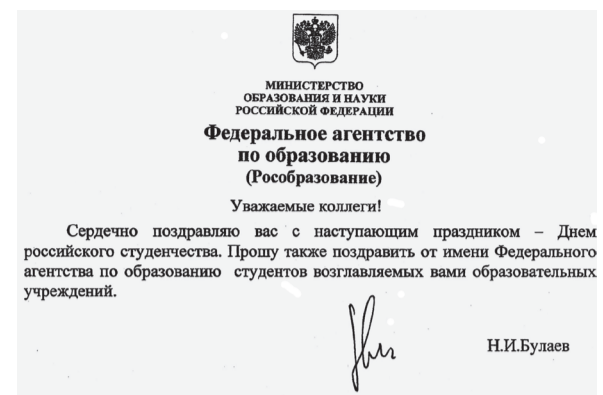 МИНИСТЕРСТВО
ОБРАЗОВАНИЯ И НАУКИ
РОССИЙСКОЙ ФЕДЕРАЦИИ
Федеральное агентство
по образованию
(Рособразование)
Уважаемые коллеги!
Сердечно поздравляю вас с наступающим праздником – Днем
российского студенчества. Прошу также поздравить от имени Федерального
агентства по образованию студентов возглавляемых вами образовательных
учреждений.
Н.И.Булаев